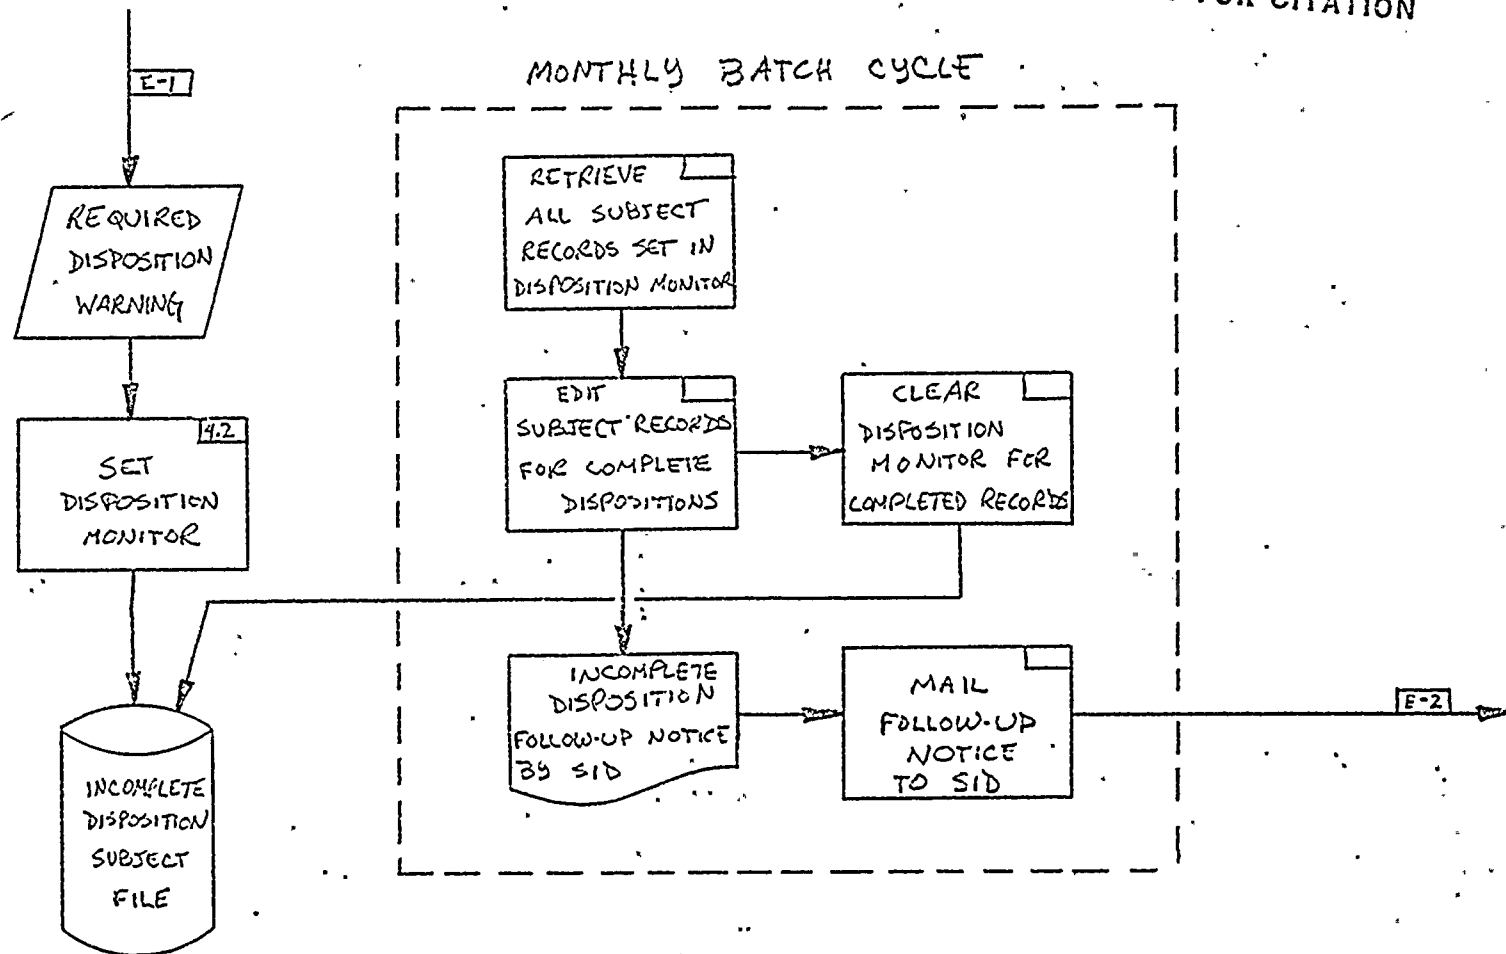 FOR CITATION
MONTHLY BATCH CYCLE
E-1
REQUIRED
DISPOSITION
WARNING
4.2
SET
DISPOSITION
MONITOR
INCOMPLETE
DISPOSITION
SUBJECT
FILE
RETRIEVE
ALL SUBJECT
RECORDS SET IN
DISPOSITION MONITOR
EDIT
SUBJECT RECORDS
FOR COMPLETE
DISPOSITIONS
CLEAR
DISPOSITION
MONITOR FOR
COMPLETED RECORDS
INCOMPLETE
DISPOSITION
FOLLOW-UP NOTICE
BY SID
MAIL
FOLLOW-UP
NOTICE
TO SID
E-2